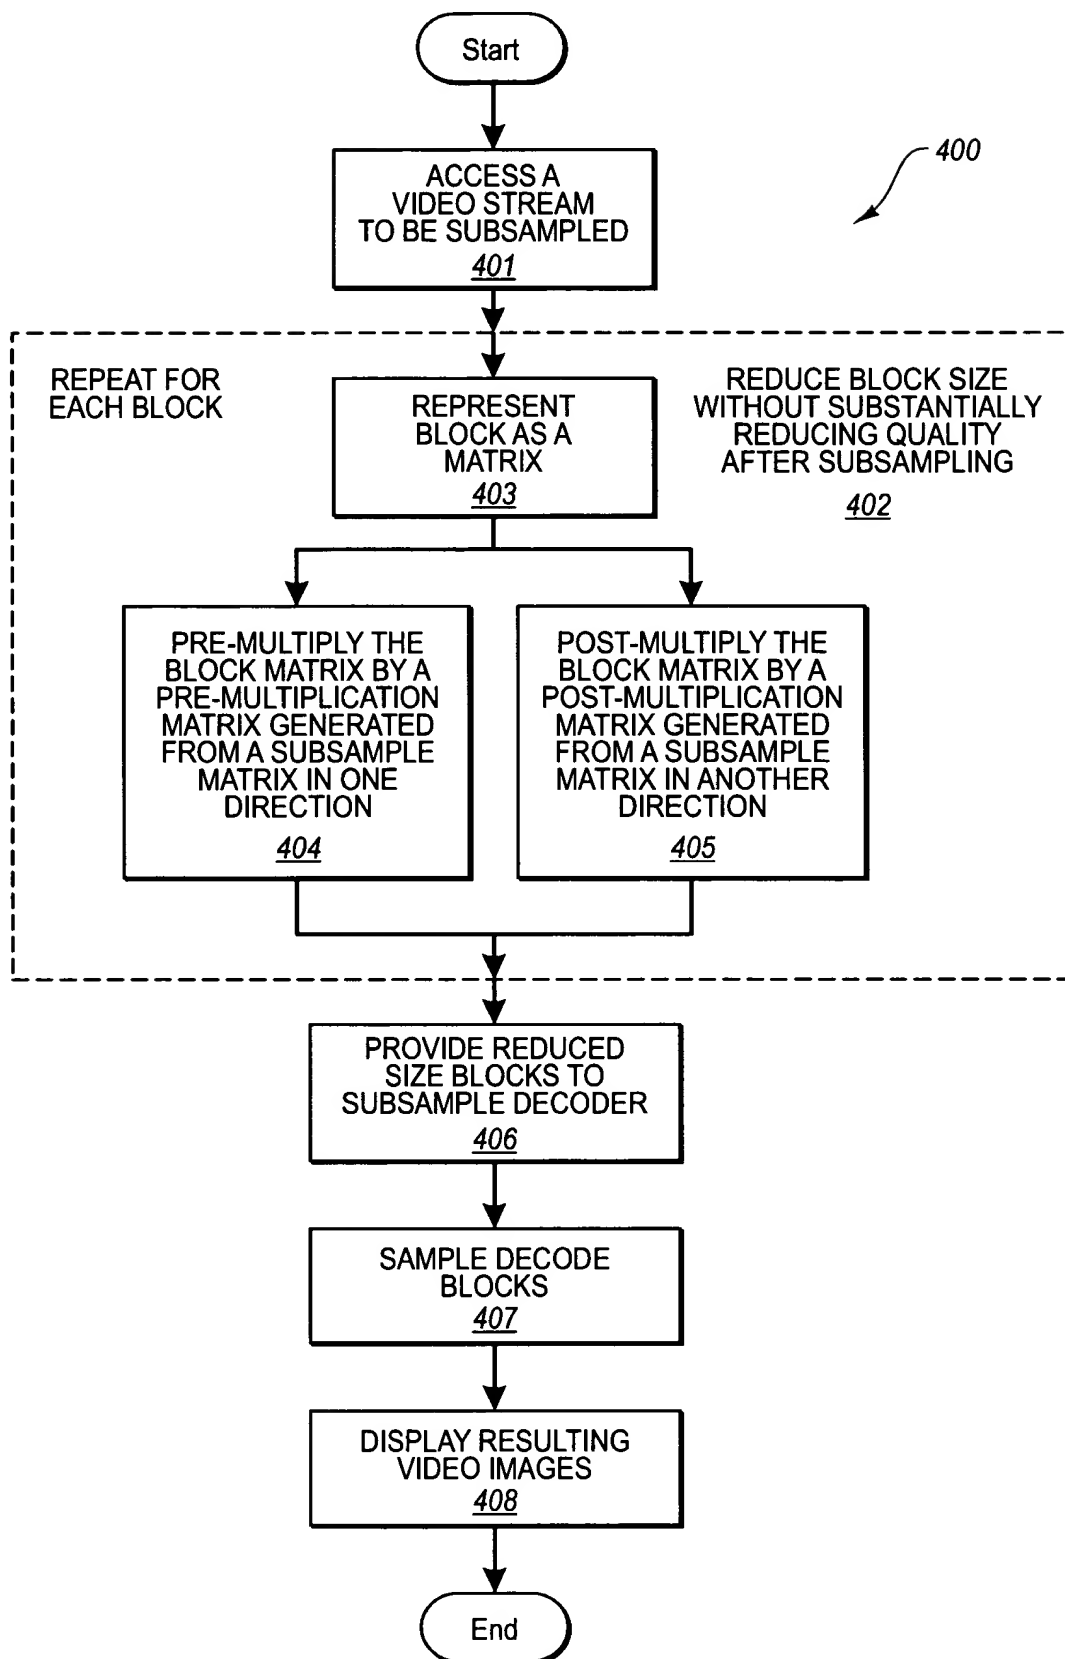 Start
400
ACCESS A
VIDEO STREAM
TO BE SUBSAMPLED
401
REPEAT FOR
EACH BLOCK
REPRESENT
BLOCK AS A
MATRIX
403
REDUCE BLOCK SIZE
WITHOUT SUBSTANTIALLY
REDUCING QUALITY
AFTER SUBSAMPLING
402
PRE-MULTIPLY THE
BLOCK MATRIX BY A
PRE-MULTIPLICATION
MATRIX GENERATED
FROM A SUBSAMPLE
MATRIX IN ONE
DIRECTION
404
POST-MULTIPLY THE
BLOCK MATRIX BY A
POST-MULTIPLICATION
MATRIX GENERATED
FROM A SUBSAMPLE
MATRIX IN ANOTHER
DIRECTION
405
PROVIDE REDUCED
SIZE BLOCKS TO
SUBSAMPLE DECODER
406
SAMPLE DECODE
BLOCKS
407
DISPLAY RESULTING
VIDEO IMAGES
408
End